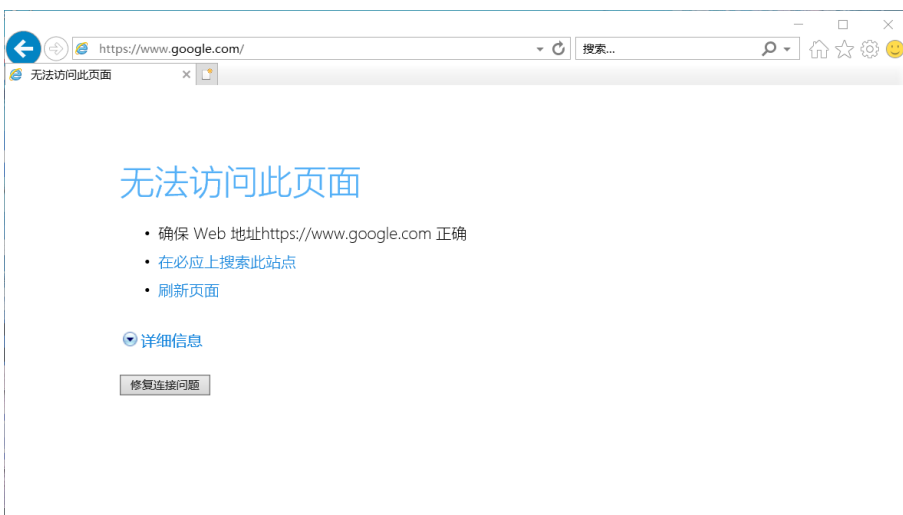 https://www.google.com/
搜索...
无法访问此页面
无法访问此页面
确保 Web 地址https://www.google.com 正确
在必应上搜索此站点
刷新页面
详细信息
修复连接问题